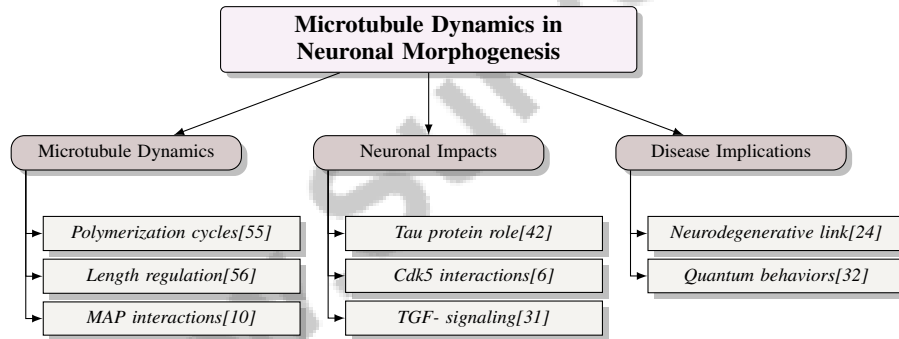 Microtubule Dynamics in
Neuronal Morphogenesis
Microtubule Dynamics
Neuronal Impacts
Disease Implications
Polymerization cycles[55]
Length regulation[56]
MAP interactions[10]
Tau protein role[42]
Cdk5 interactions[6]
TGF- signaling[31]
Neurodegenerative link[24]
Quantum behaviors[32]